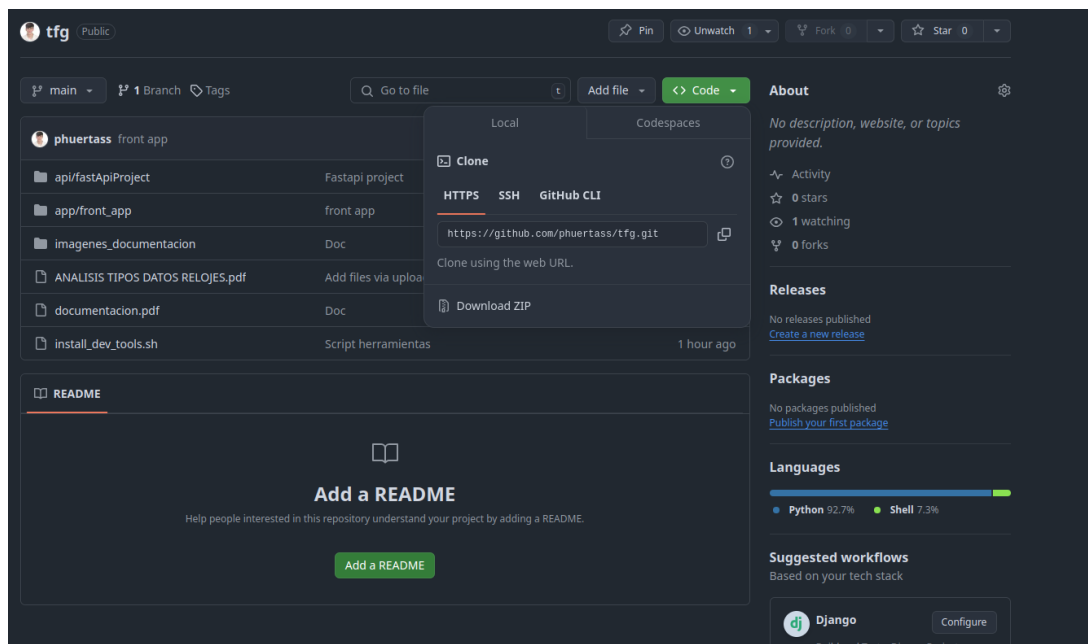 tfg Public
Pin
Unwatch 1
Fork 0
Star 0
main
1 Branch
Tags
Go to file
t
Add file
<> Code
Local
Codespaces
Clone
HTTPS
SSH
GitHub CLI
https://github.com/phuertass/tfg.git
Clone using the web URL.
Download ZIP
phuertass front app
api/fastApiProject
Fastapi project
app/front_app
front app
imagenes_documentacion
Doc
ANALISIS TIPOS DATOS RELOJES.pdf
Add files via uploa
documentacion.pdf
Doc
install_dev_tools.sh
Script herramientas
1 hour ago
README
Add a README
Help people interested in this repository understand your project by adding a README.
Add a README
About
No description, website, or topics
provided.
Activity
0 stars
1 watching
0 forks
Releases
No releases published
Create a new release
Packages
No packages published
Publish your first package
Languages
Python 92.7%
Shell 7.3%
Suggested workflows
Based on your tech stack
dj
Django
Configure